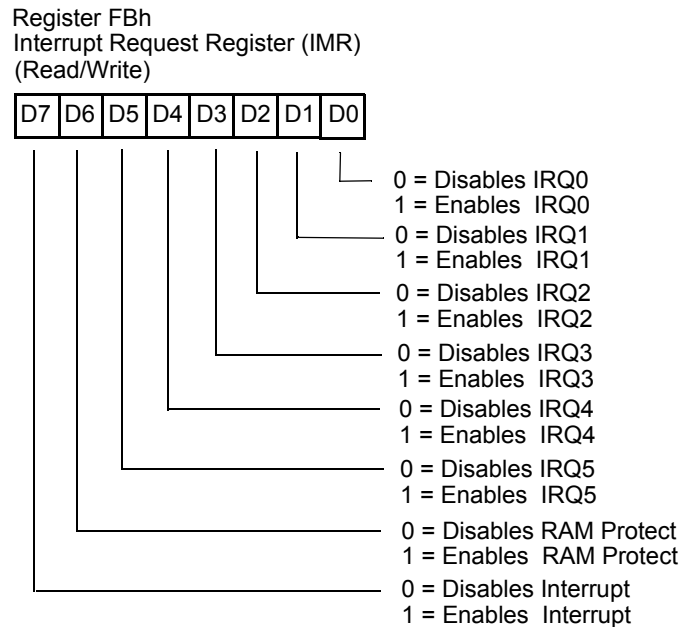 Register FBh
Interrupt Request Register (IMR)
(Read/Write)
D7 D6 D5 D4 D3 D2 D1 D0
0 = Disables IRQ0
1 = Enables IRQ0
0 = Disables IRQ1
1 = Enables IRQ1
0 = Disables IRQ2
1 = Enables IRQ2
0 = Disables IRQ3
1 = Enables IRQ3
0 = Disables IRQ4
1 = Enables IRQ4
0 = Disables IRQ5
1 = Enables IRQ5
0 = Disables RAM Protect
1 = Enables RAM Protect
0 = Disables Interrupt
1 = Enables Interrupt